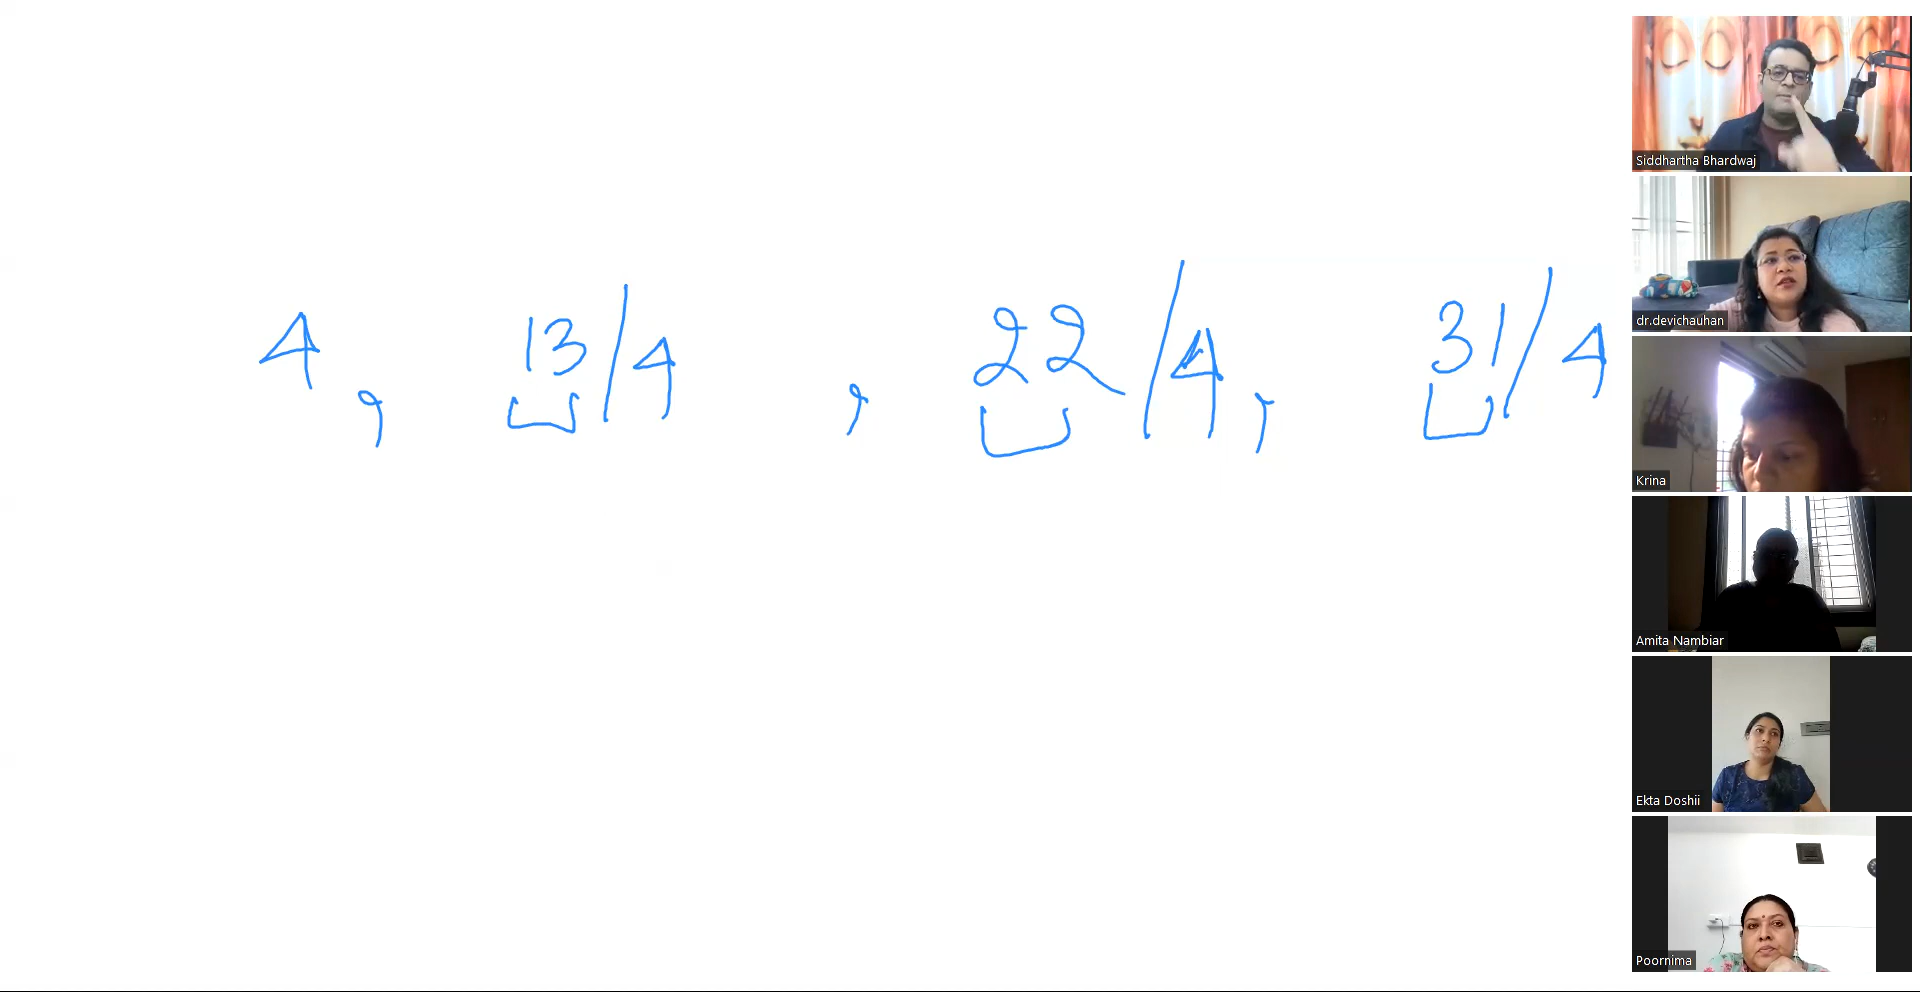 4, 13/4, 22/4, 31/4
Siddhartha Bhardwaj
dr.devichauhan
Krina
Amita Nambiar
Ekta Doshii
Poornima